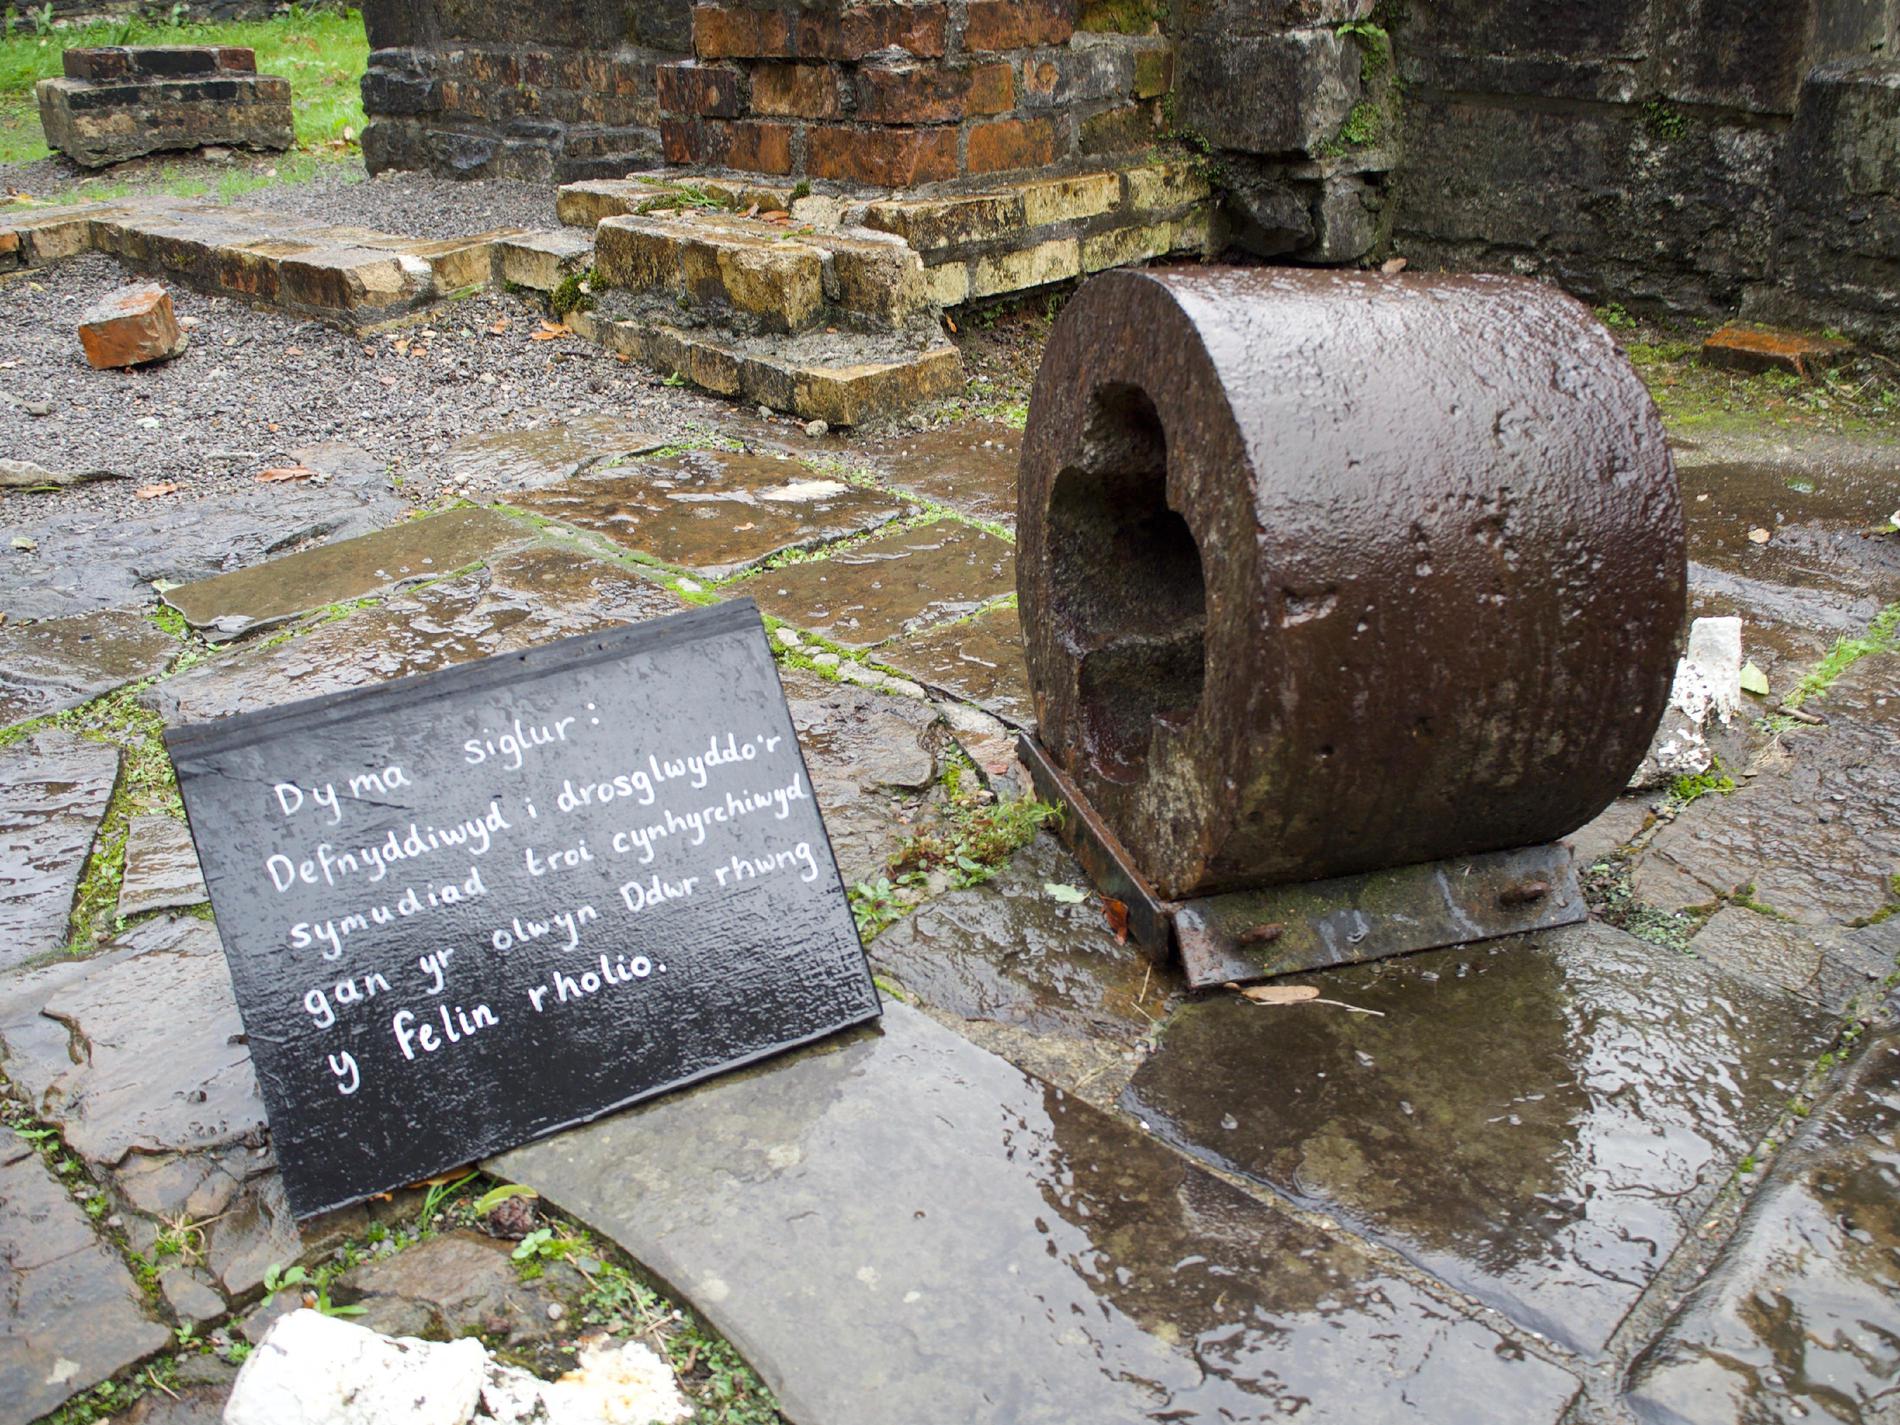 Dyma siglur:
Defnyddiwyd i drosglwyddo'r
symudiad troi cynhyrchiwyd
gan yr olwyn Ddwr rhwng
y felin rholio.